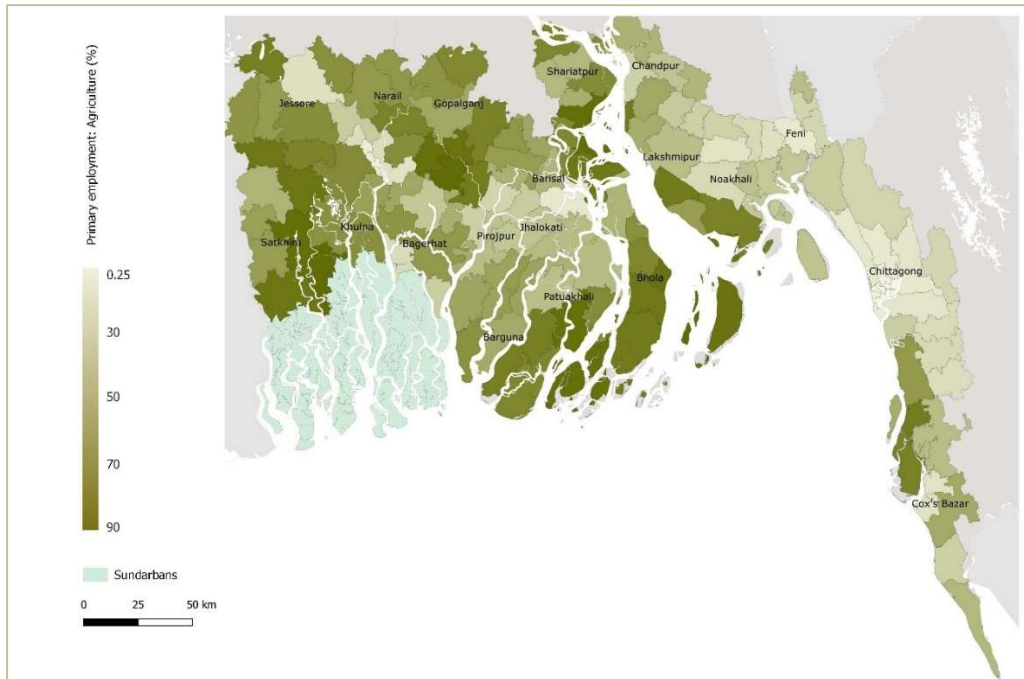 Primary employment: Agriculture (%)
0.25
30
50
70
90
Sundarbans
0 25 50 km
Shariatpur
Chandpur
Jessore
Narail
Gopalganj
Feni
Lakshmipur
Barisal
Noakhali
Satkhira
Khulna
Bagerhat
Pirojpur
Jhalokati
Chittagong
Bhola
Patuakhali
Barguna
Cox's Bazar